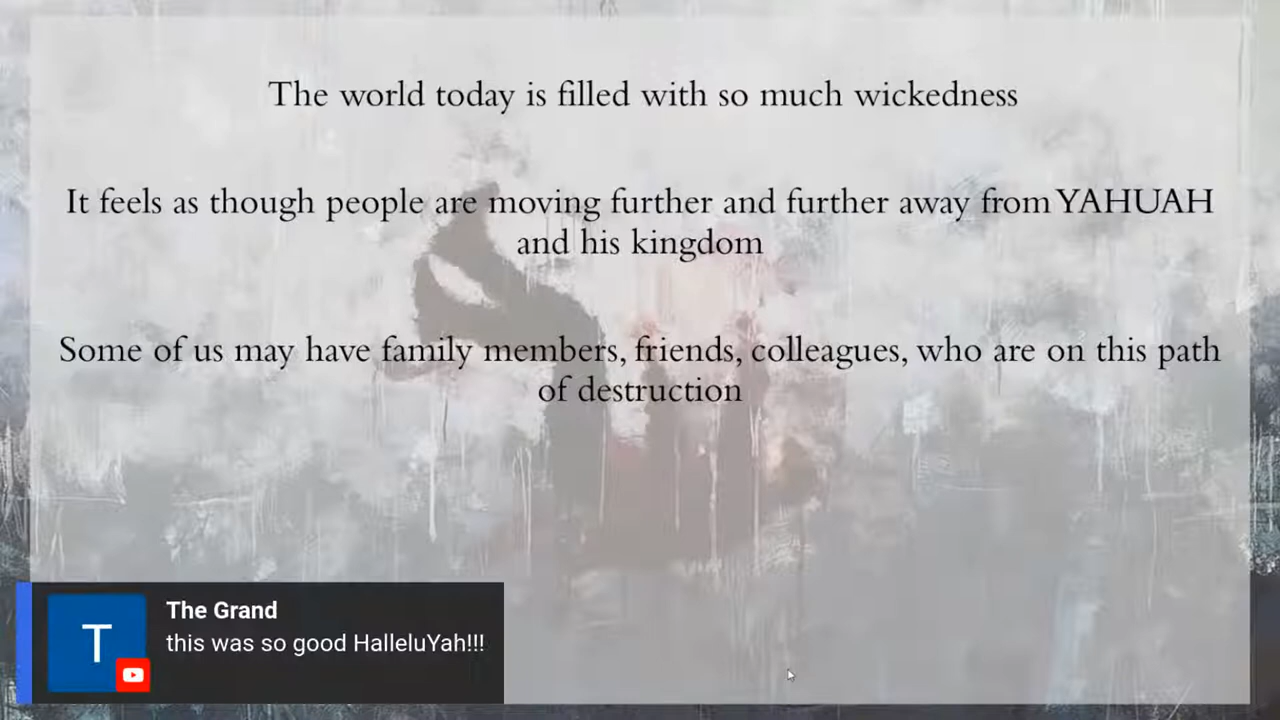 The world today is filled with so much wickedness
It feels as though people are moving further and further away from YAHUAH
and his kingdom
Some of us may have family members, friends, colleagues, who are on this path
of destruction
T
The Grand
this was so good HalleluYah!!!